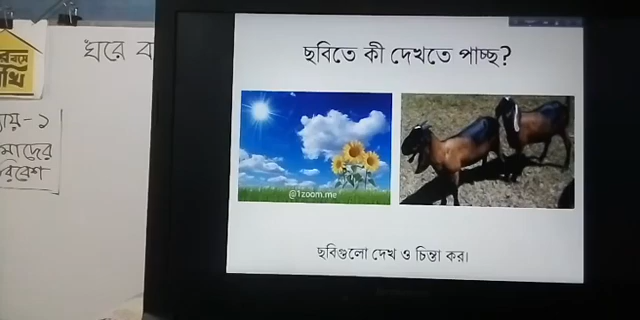 ঘরে ব
খি
য়-১
মাদের
রিবেশ
ছবিতে কী দেখতে পাচ্ছ?
@1zoom.me
ছবিগুলো দেখ ও চিন্তা কর।